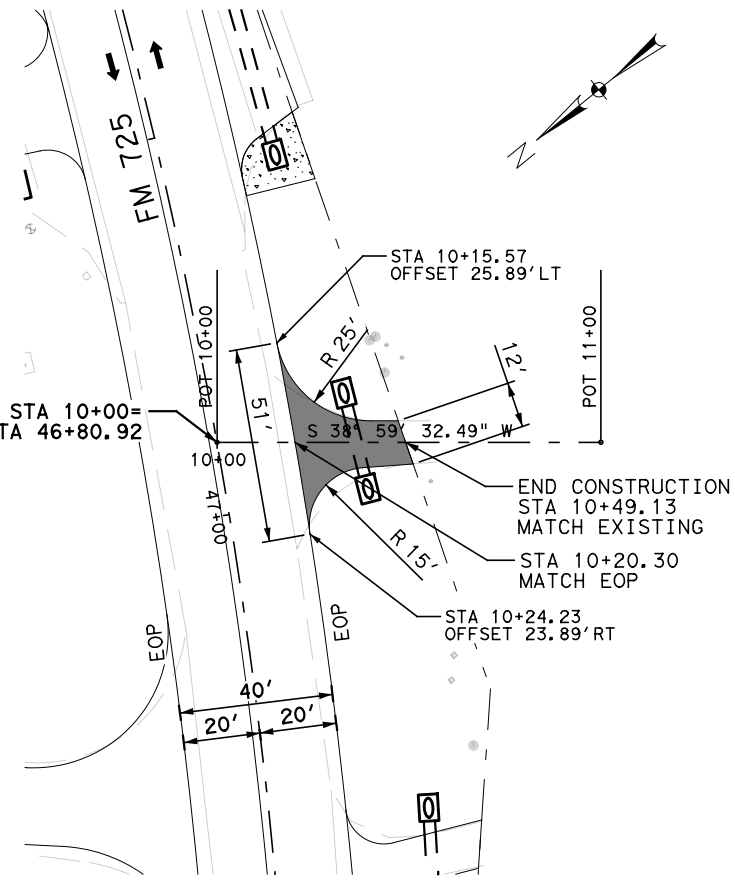 FM 725
N
STA 10+15.57
OFFSET 25.89'LT
POT 10+00
R 25'
12'
POT 11+00
STA 10+00=
TA 46+80.92
51'
S 38° 59' 32.49" W
10+00
47+00
END CONSTRUCTION
STA 10+49.13
MATCH EXISTING
R 15'
STA 10+20.30
MATCH EOP
STA 10+24.23
OFFSET 23.89'RT
EOP
EOP
40'
20'
20'